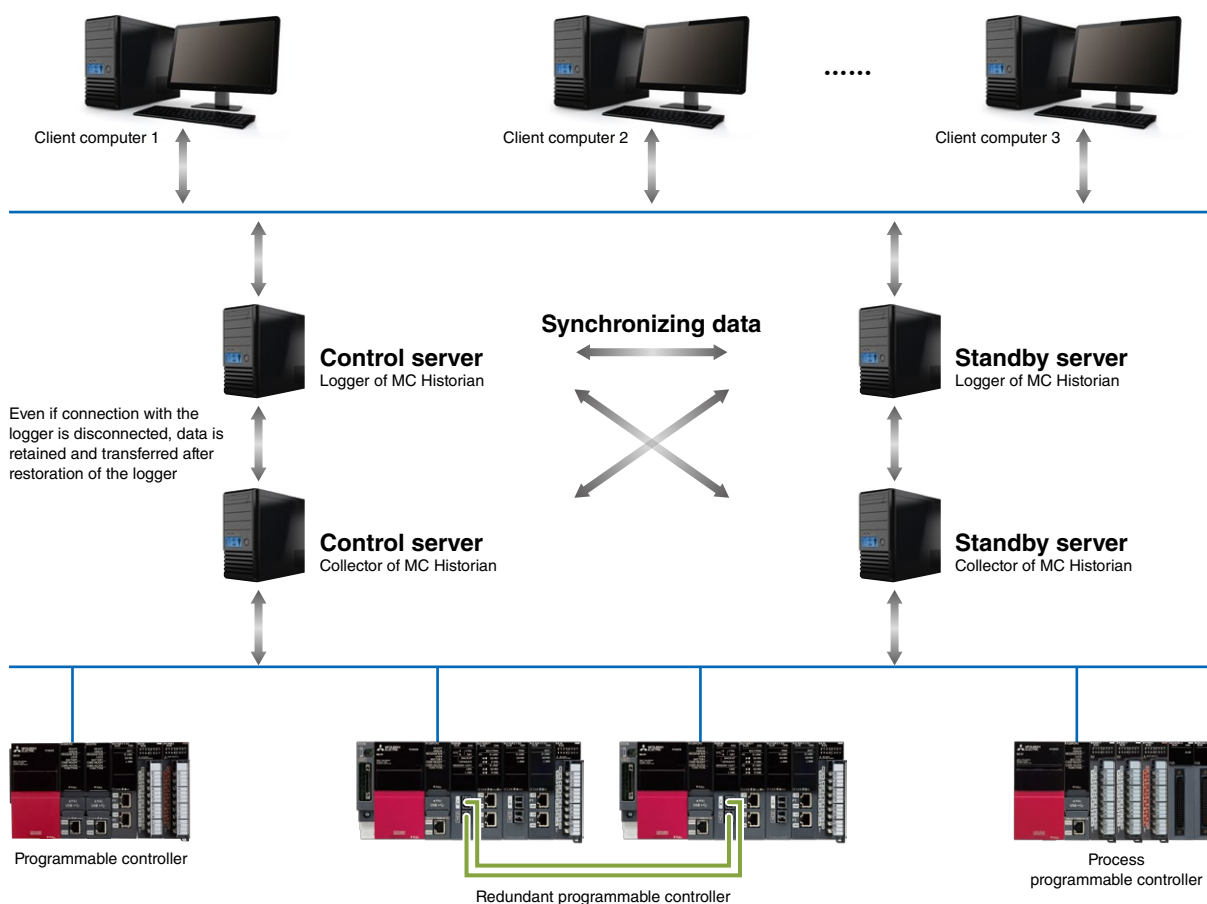 ......
Client computer 1
Client computer 2
Client computer 3
Synchronizing data
Control server
Logger of MC Historian
Standby server
Logger of MC Historian
Even if connection with the
logger is disconnected, data is
retained and transferred after
restoration of the logger
Control server
Collector of MC Historian
Standby server
Collector of MC Historian
Programmable controller
Redundant programmable controller
Process
programmable controller